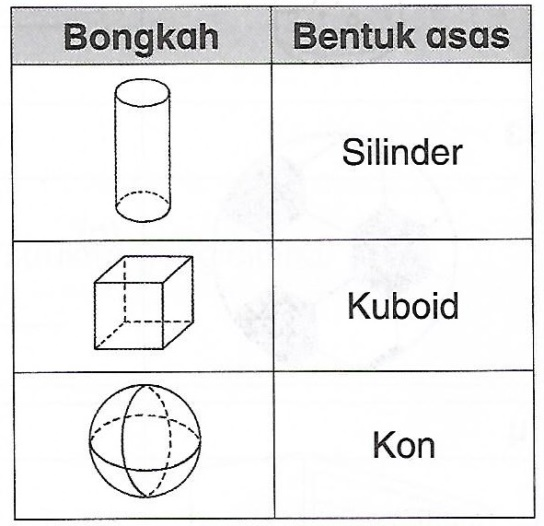 Bongkah Bentuk asas
Silinder
Kuboid
Kon